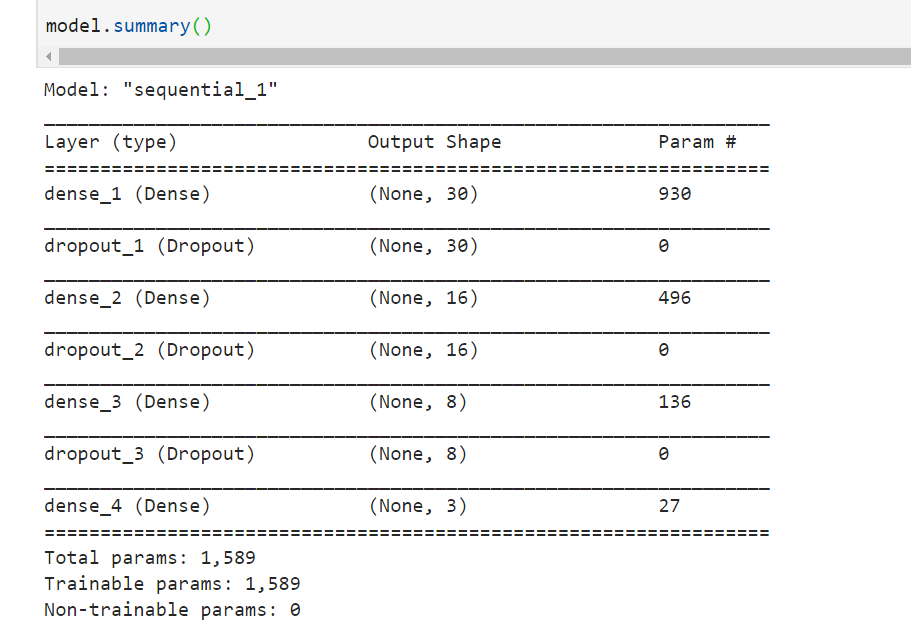 model.summary()
Model: "sequential_1"
_________________________________________________________________
Layer (type)                 Output Shape              Param #
=================================================================
dense_1 (Dense)              (None, 30)                930
_________________________________________________________________
dropout_1 (Dropout)          (None, 30)                0
_________________________________________________________________
dense_2 (Dense)              (None, 16)                496
_________________________________________________________________
dropout_2 (Dropout)          (None, 16)                0
_________________________________________________________________
dense_3 (Dense)              (None, 8)                 136
_________________________________________________________________
dropout_3 (Dropout)          (None, 8)                 0
_________________________________________________________________
dense_4 (Dense)              (None, 3)                 27
=================================================================
Total params: 1,589
Trainable params: 1,589
Non-trainable params: 0